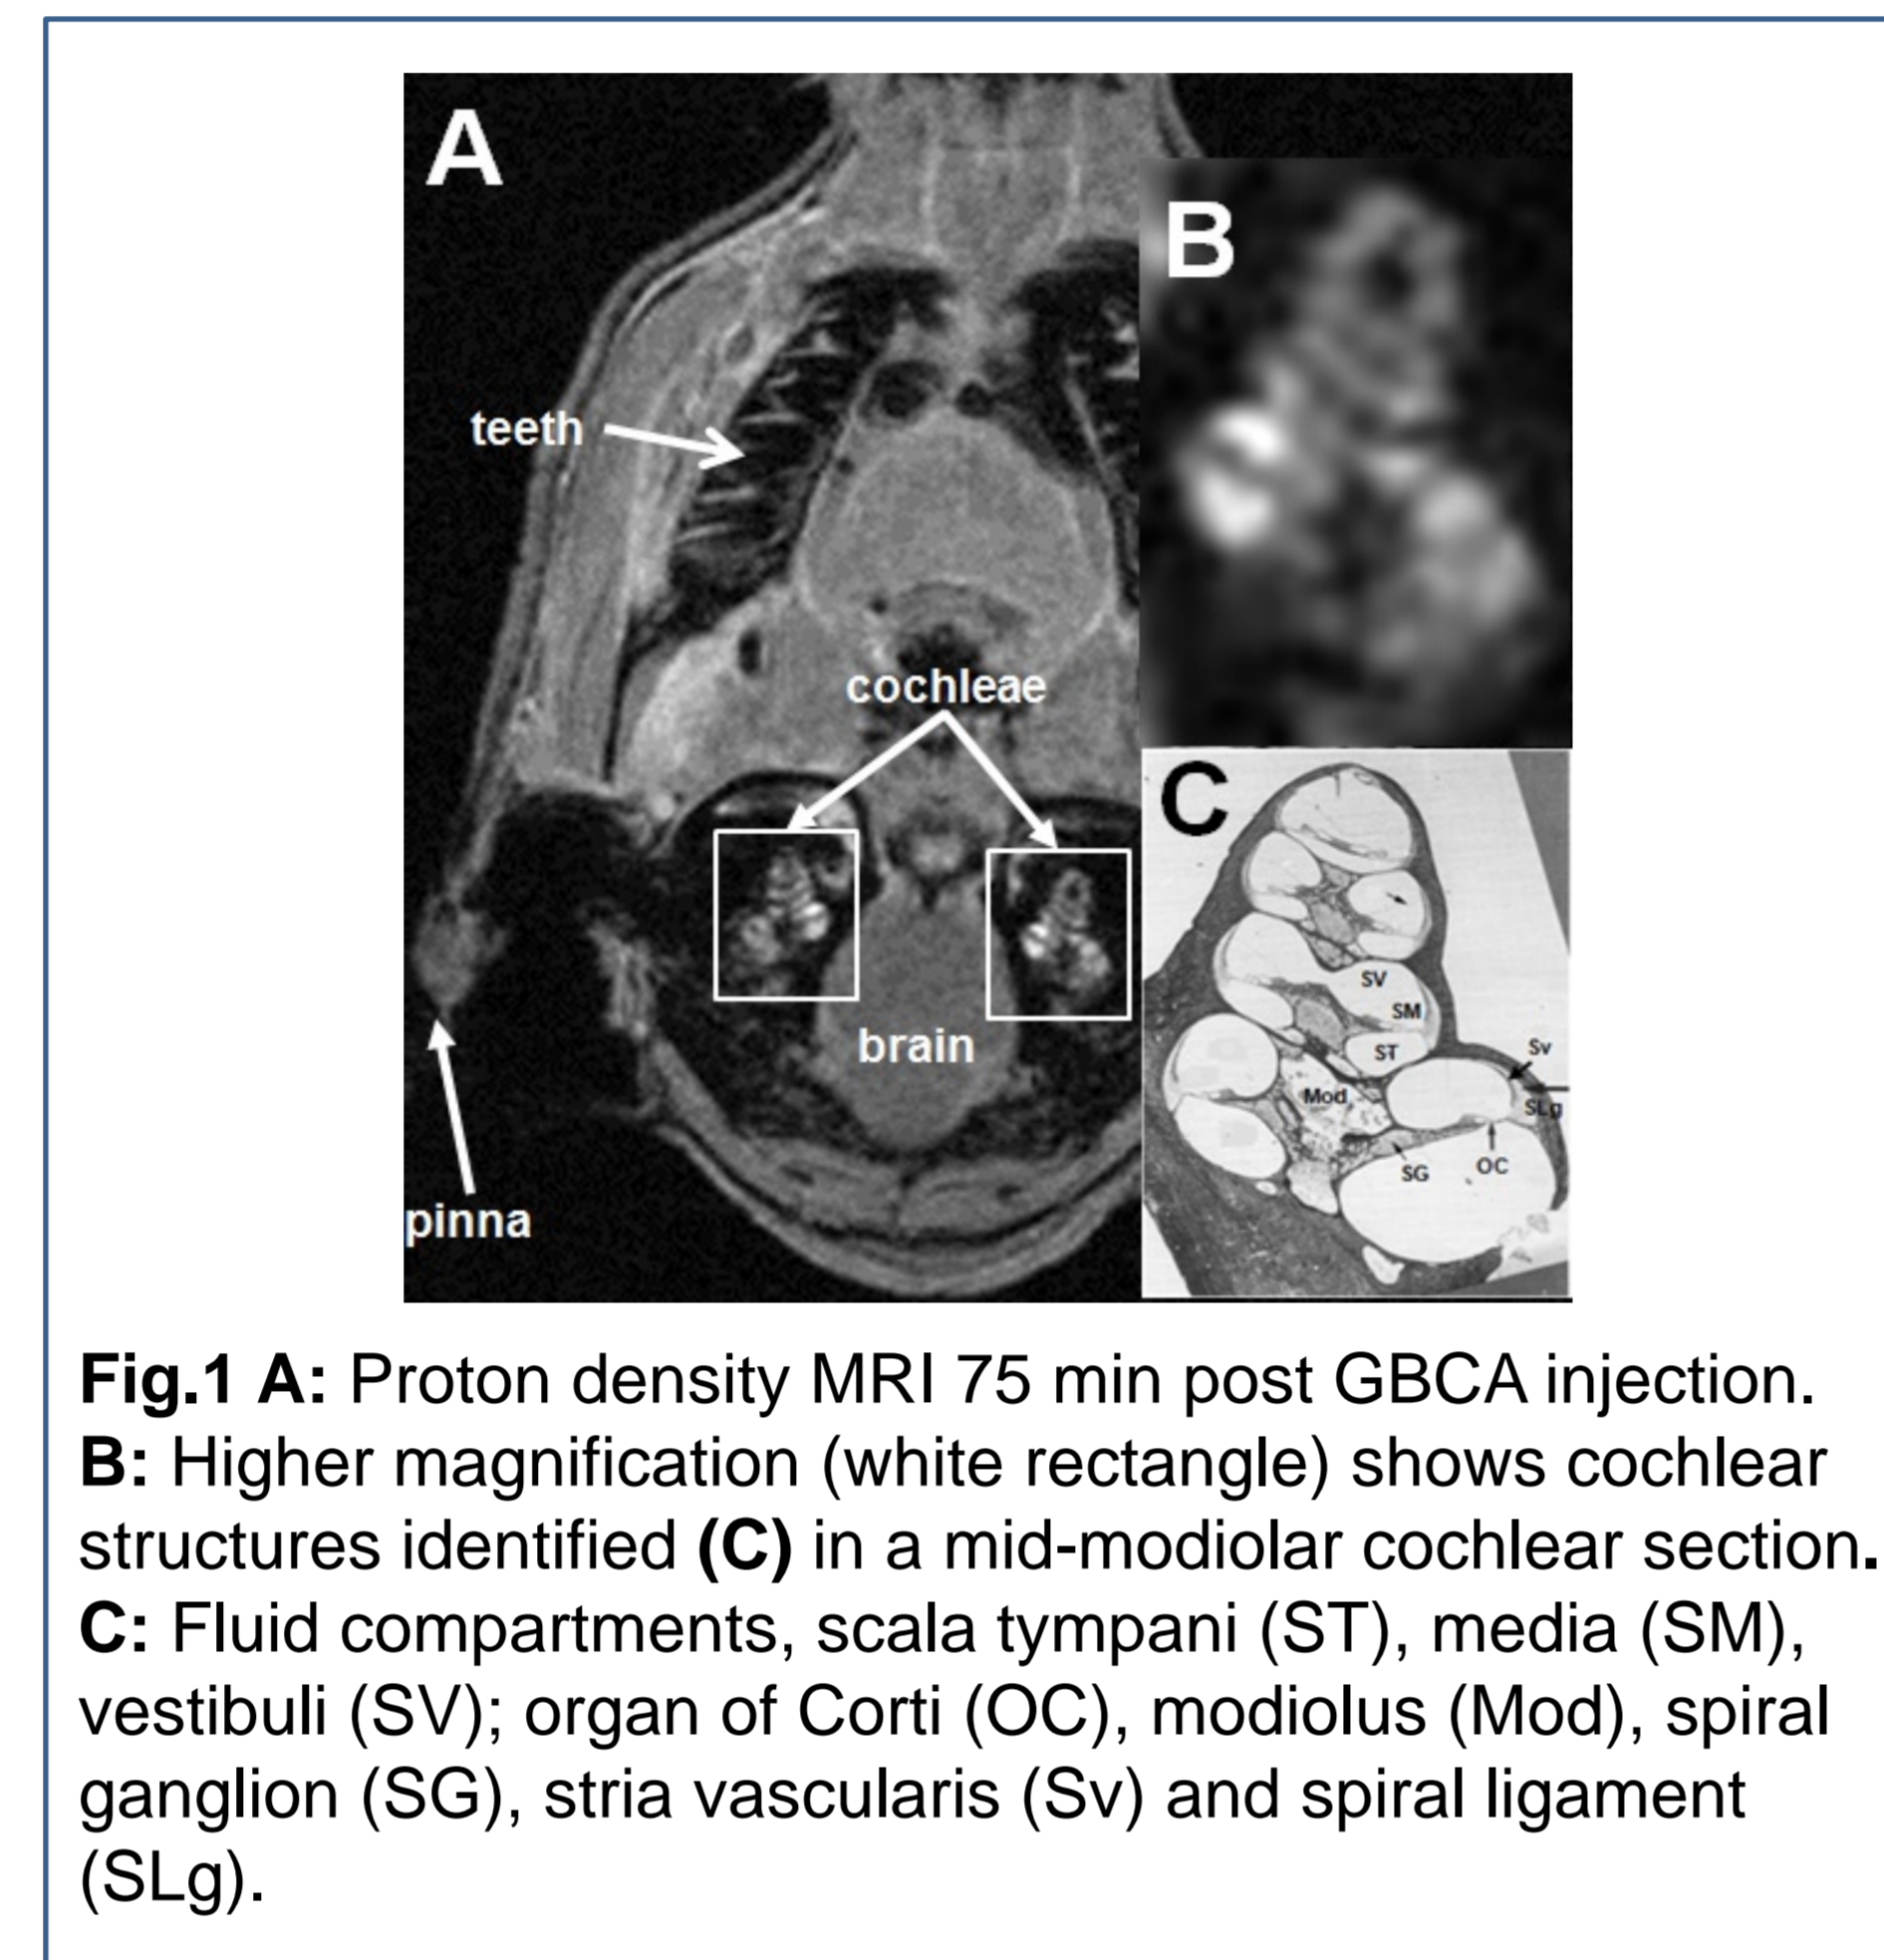 A
B
teeth
cochleae
C
SV
SM
ST
Sv
brain
Mod
SLg
SG
OC
pinna
Fig.1 A: Proton density MRI 75 min post GBCA injection.
B: Higher magnification (white rectangle) shows cochlear
structures identified (C) in a mid-modiolar cochlear section.
C: Fluid compartments, scala tympani (ST), media (SM),
vestibuli (SV); organ of Corti (OC), modiolus (Mod), spiral
ganglion (SG), stria vascularis (Sv) and spiral ligament
(SLg).